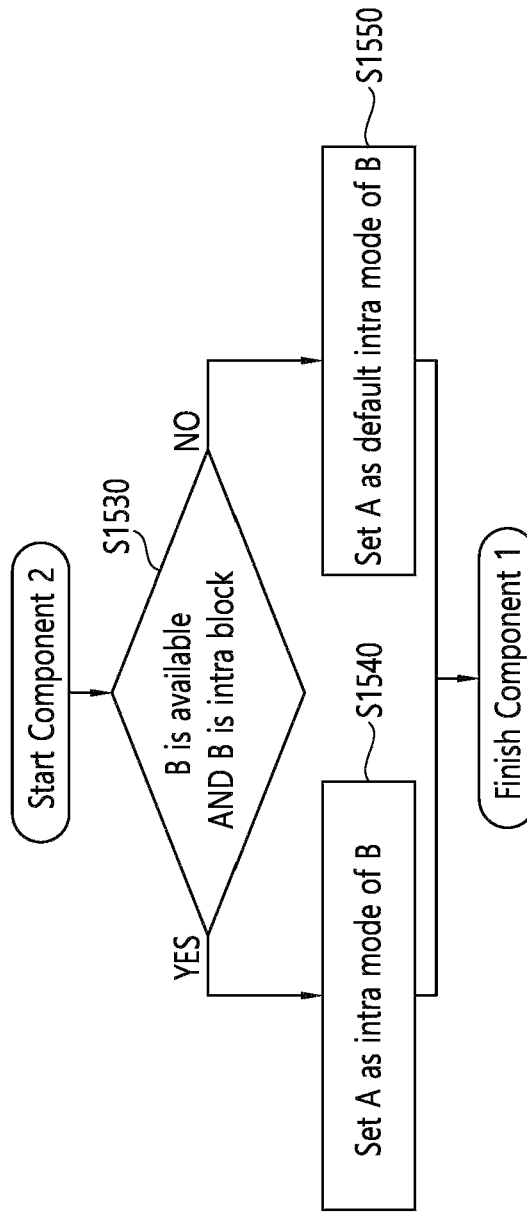 Start Component 2
S1530
B is available
AND B is intra block
YES
NO
S1540
Set A as intra mode of B
S1550
Set A as default intra mode of B
Finish Component 1